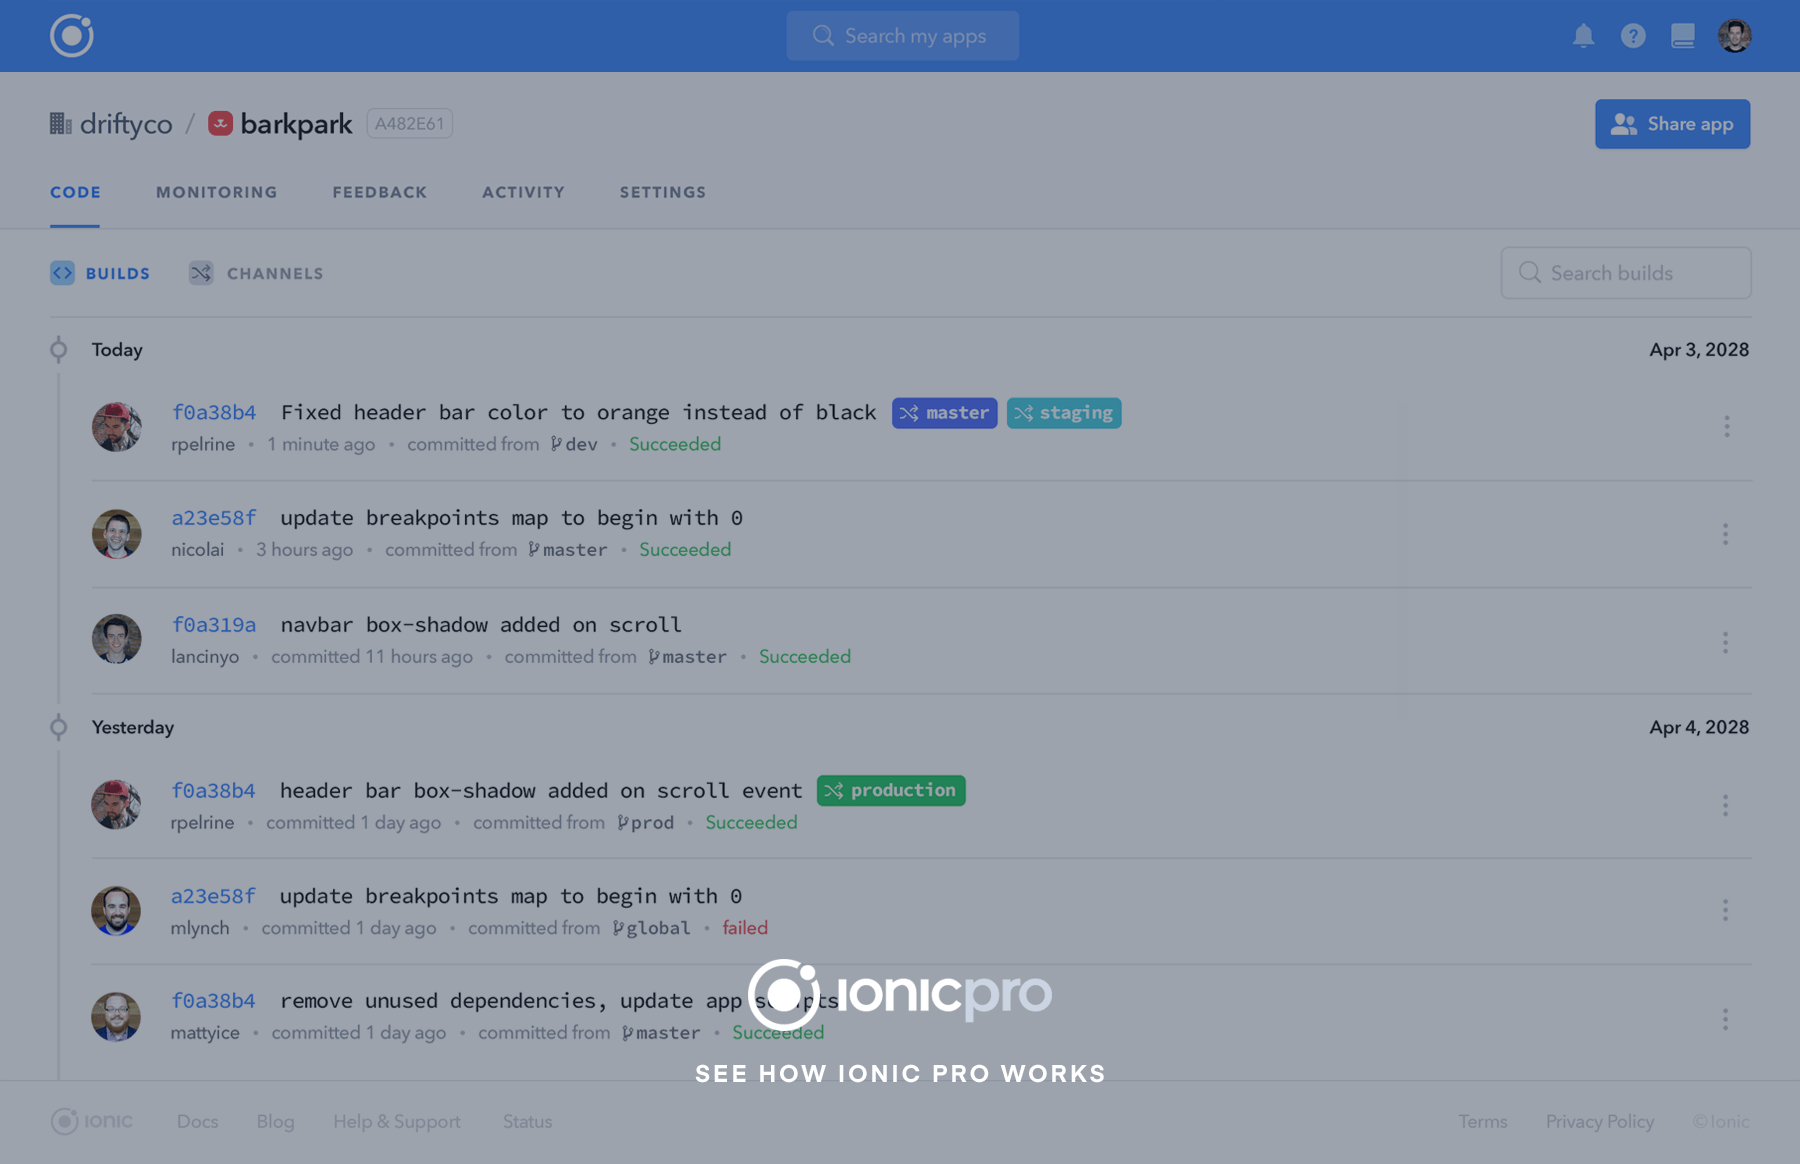 Search my apps
driftyco / barkpark A482E61
Share app
CODE MONITORING FEEDBACK ACTIVITY SETTINGS
BUILDS CHANNELS
Search builds
Today Apr 3, 2028
f0a38b4 Fixed header bar color to orange instead of black master staging
rpelrine • 1 minute ago • committed from dev • Succeeded
a23e58f update breakpoints map to begin with 0
nicolai • 3 hours ago • committed from master • Succeeded
f0a319a navbar box-shadow added on scroll
lancinyo • committed 11 hours ago • committed from master • Succeeded
Yesterday Apr 4, 2028
f0a38b4 header bar box-shadow added on scroll event production
rpelrine • committed 1 day ago • committed from prod • Succeeded
a23e58f update breakpoints map to begin with 0
mlynch • committed 1 day ago • committed from global • failed
f0a38b4 remove unused dependencies, update app scripts
mattyice • committed 1 day ago • committed from master • Succeeded
ionicpro
SEE HOW IONIC PRO WORKS
IONIC Docs Blog Help & Support Status Terms Privacy Policy © Ionic